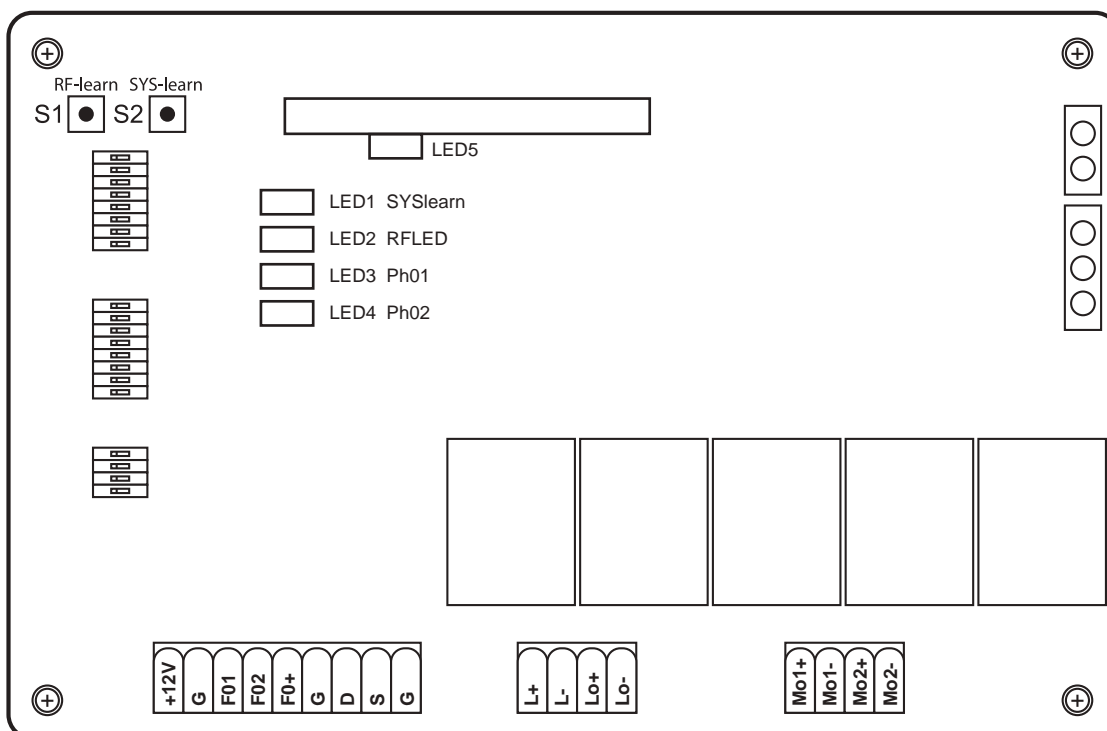 RF-learn SYS-learn
S1 S2
LED5
LED1 SYSlearn
LED2 RFLED
LED3 Ph01
LED4 Ph02
+12V G F01 F02 F0+ G D S G
L+ L- Lo+ Lo-
Mo1+ Mo1- Mo2+ Mo2-